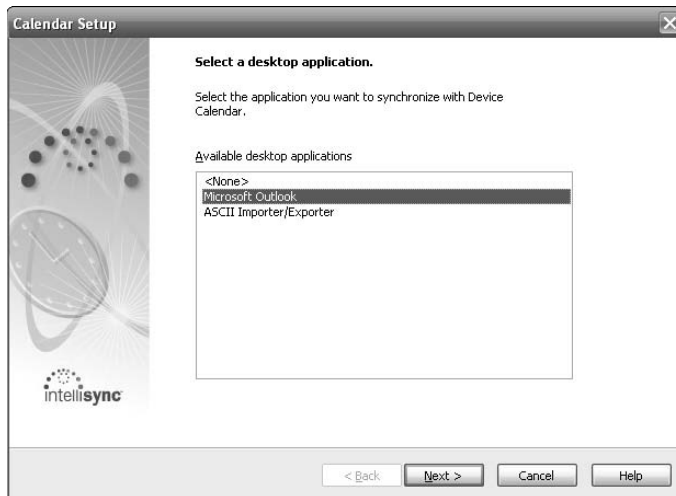 Calendar Setup
Select a desktop application.
Select the application you want to synchronize with Device
Calendar.
Available desktop applications
<None>
Microsoft Outlook
ASCII Importer/Exporter
intellisync
< Back
Next >
Cancel
Help